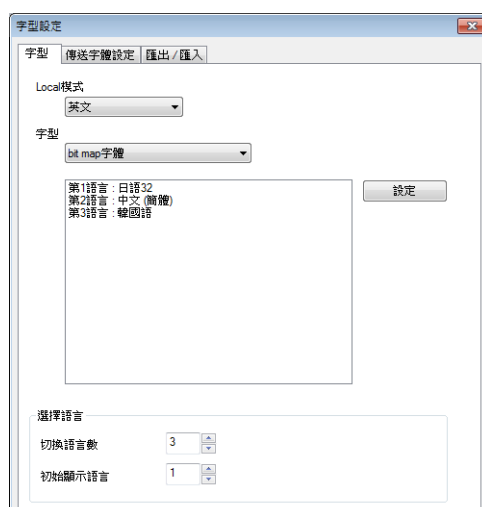 字型設定
字型 傳送字體設定 匯出 / 匯入
Local模式
英文
字型
bit map字體
第1語言 : 日語32
第2語言 : 中文 (簡體)
第3語言 : 韓國語
設定
選擇語言
切換語言數 3
初始顯示語言 1